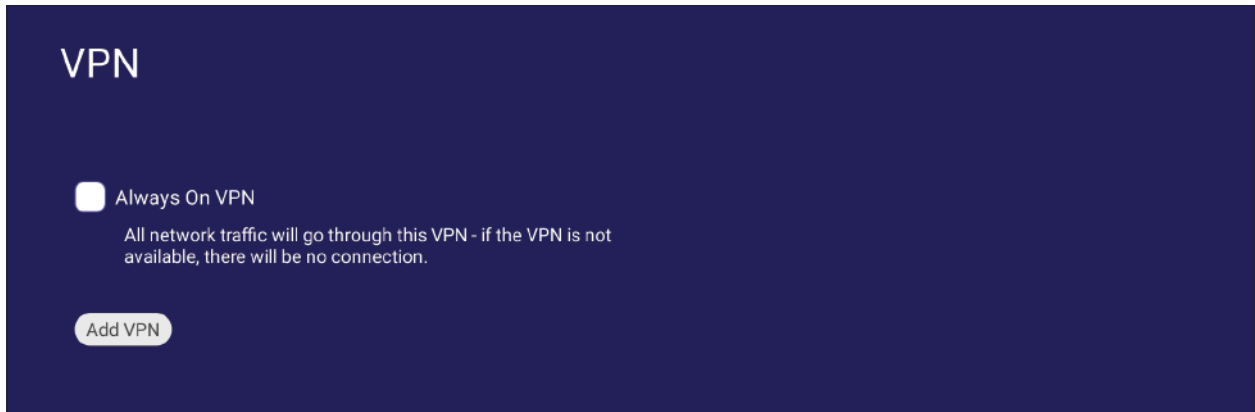 VPN
Always On VPN
All network traffic will go through this VPN - if the VPN is not
available, there will be no connection.
Add VPN